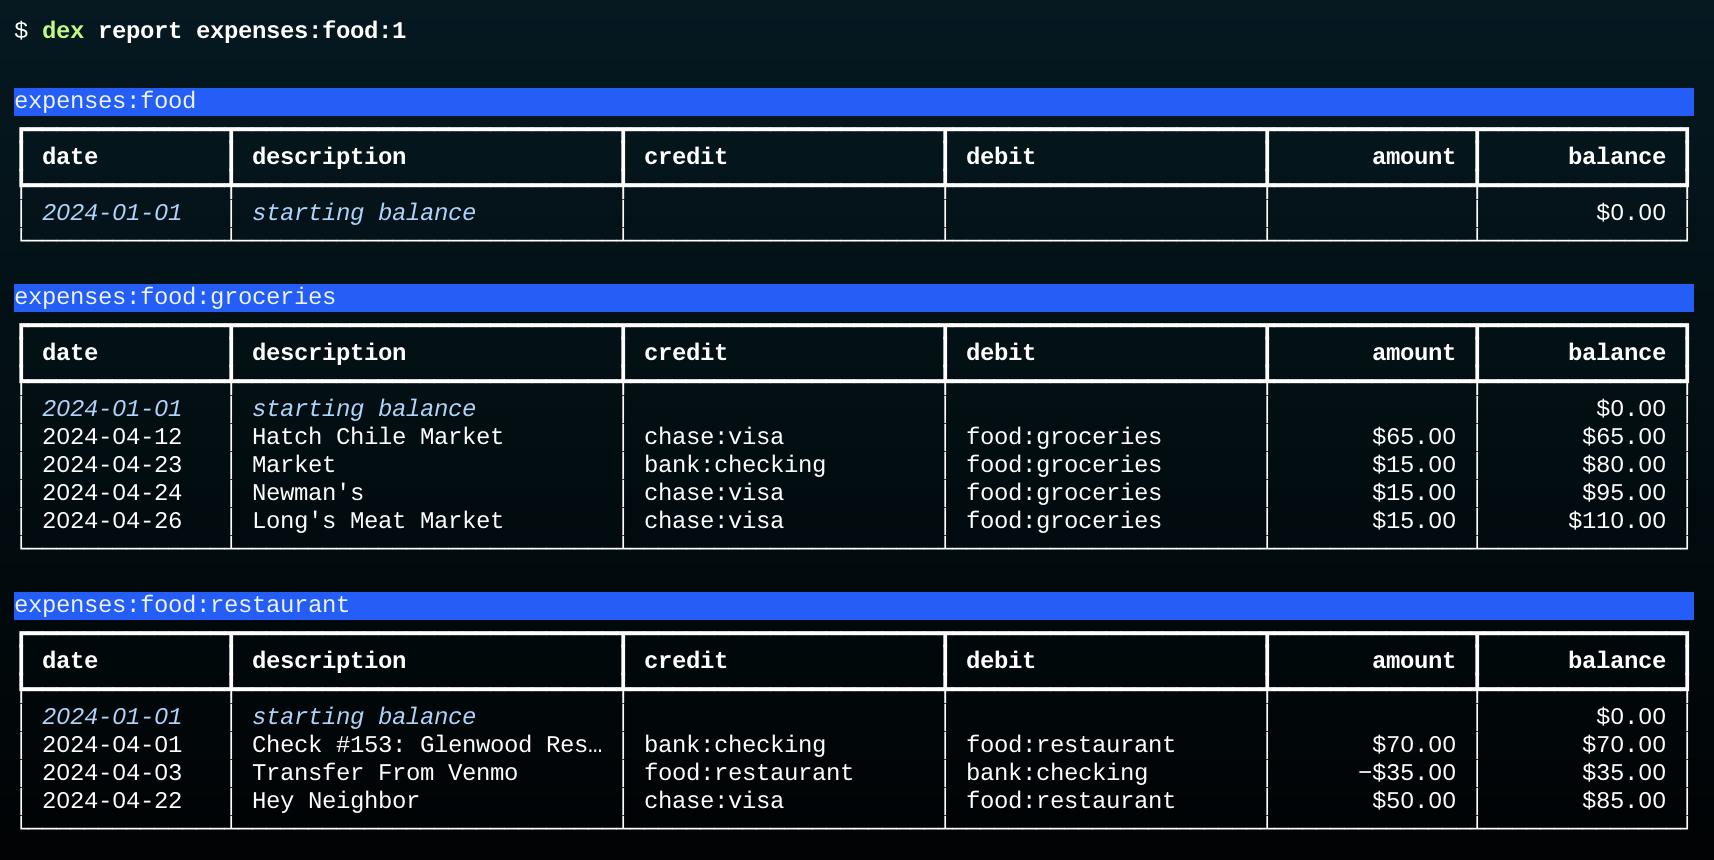 $ dex report expenses:food:1
expenses:food
date description credit debit amount balance
2024-01-01 starting balance $0.00
expenses:food:groceries
date description credit debit amount balance
2024-01-01 starting balance $0.00
2024-04-12 Hatch Chile Market chase:visa food:groceries $65.00 $65.00
2024-04-23 Market bank:checking food:groceries $15.00 $80.00
2024-04-24 Newman's chase:visa food:groceries $15.00 $95.00
2024-04-26 Long's Meat Market chase:visa food:groceries $15.00 $110.00
expenses:food:restaurant
date description credit debit amount balance
2024-01-01 starting balance $0.00
2024-04-01 Check #153: Glenwood Res… bank:checking food:restaurant $70.00 $70.00
2024-04-03 Transfer From Venmo food:restaurant bank:checking −$35.00 $35.00
2024-04-22 Hey Neighbor chase:visa food:restaurant $50.00 $85.00